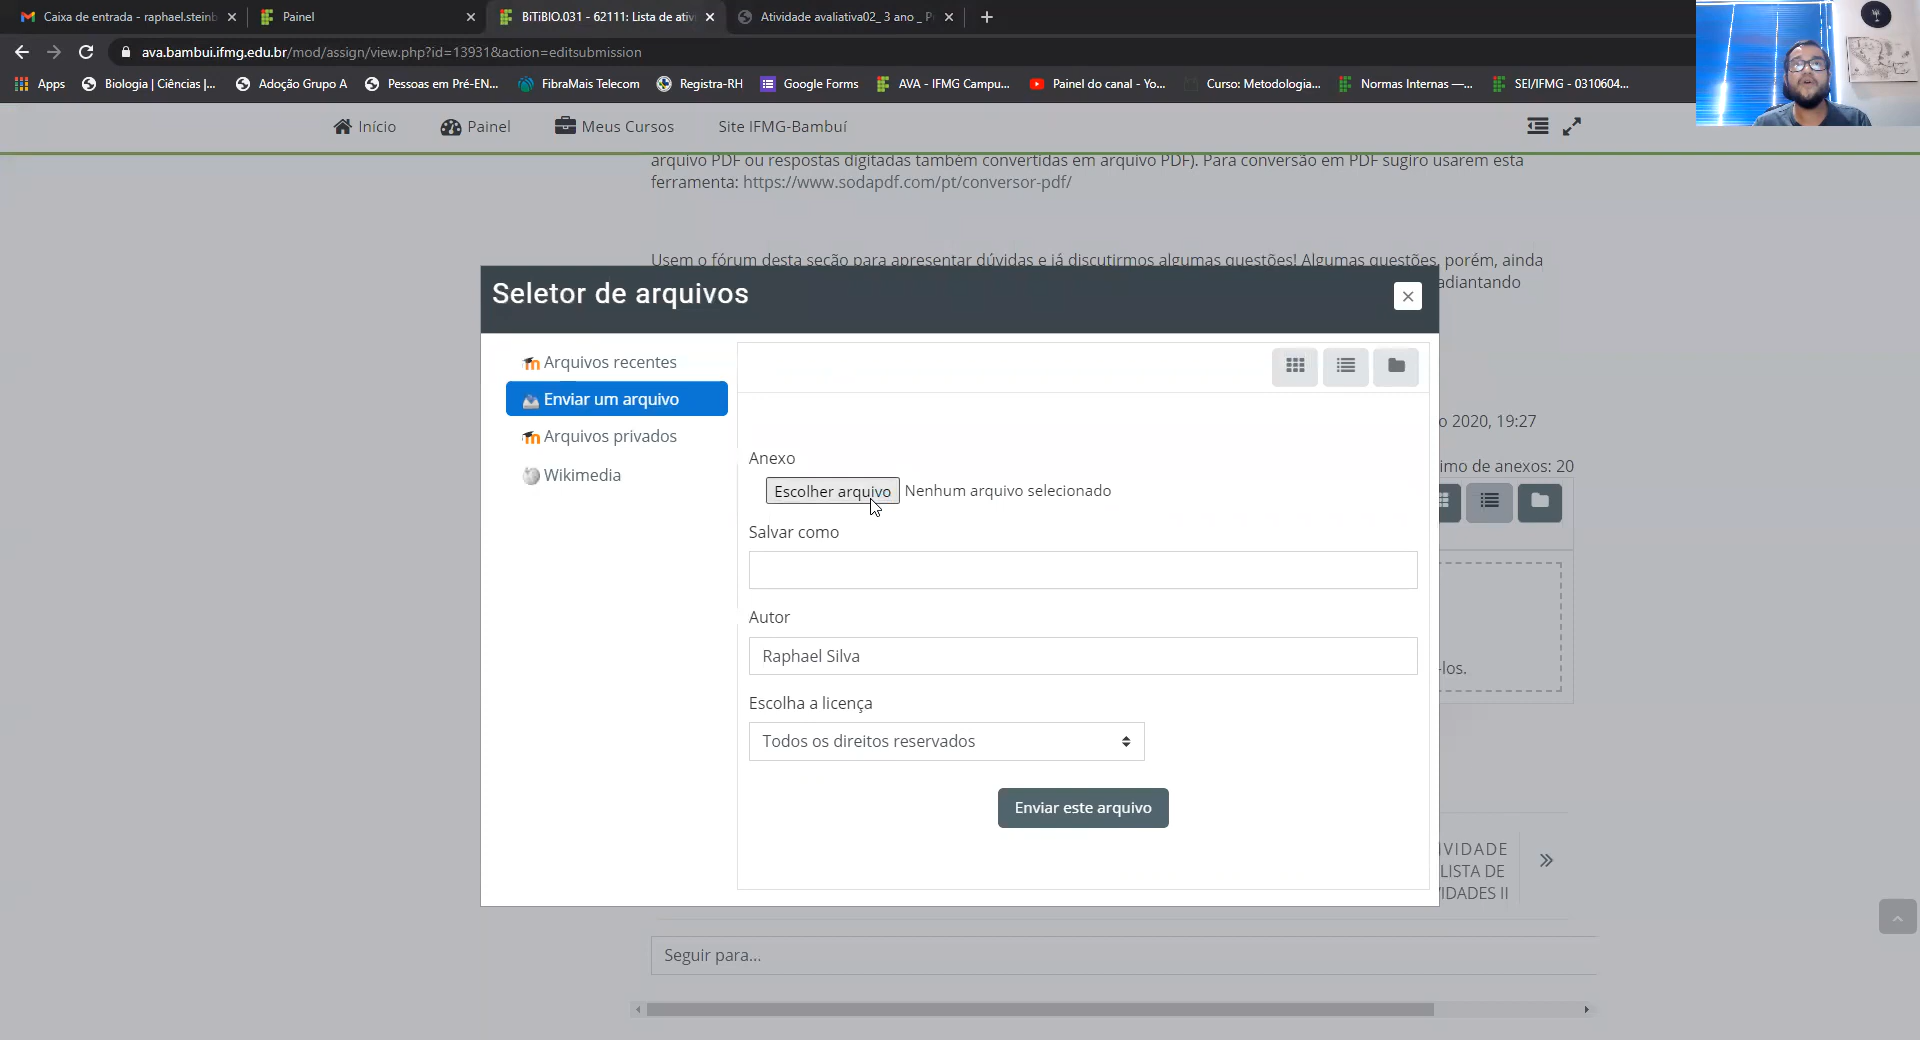 Caixa de entrada - raphael.steinb
Painel
BiTiBIO.031 - 62111: Lista de ativ
Atividade avaliativa02_ 3 ano _ P
ava.bambui.ifmg.edu.br/mod/assign/view.php?id=13931&action=editsubmission
Apps
Biologia | Ciências |...
Adoção Grupo A
Pessoas em Pré-EN...
FibraMais Telecom
Registra-RH
Google Forms
AVA - IFMG Campu...
Painel do canal - Yo...
Curso: Metodologia...
Normas Internas —...
SEI/IFMG - 0310604...
Início
Painel
Meus Cursos
Site IFMG-Bambuí
arquivo PDF ou respostas digitadas também convertidas em arquivo PDF). Para conversão em PDF sugiro usarem esta
ferramenta: https://www.sodapdf.com/pt/conversor-pdf/
Usem o fórum desta seção para apresentar dúvidas e já discutirmos algumas questões! Algumas questões, porém, ainda
adiantando
Seletor de arquivos
Arquivos recentes
Enviar um arquivo
Arquivos privados
Wikimedia
Anexo
Escolher arquivo Nenhum arquivo selecionado
Salvar como
Autor
Raphael Silva
Escolha a licença
Todos os direitos reservados
Enviar este arquivo
o 2020, 19:27
imo de anexos: 20
-los.
IVIDADE
LISTA DE
IDADES II
Seguir para...